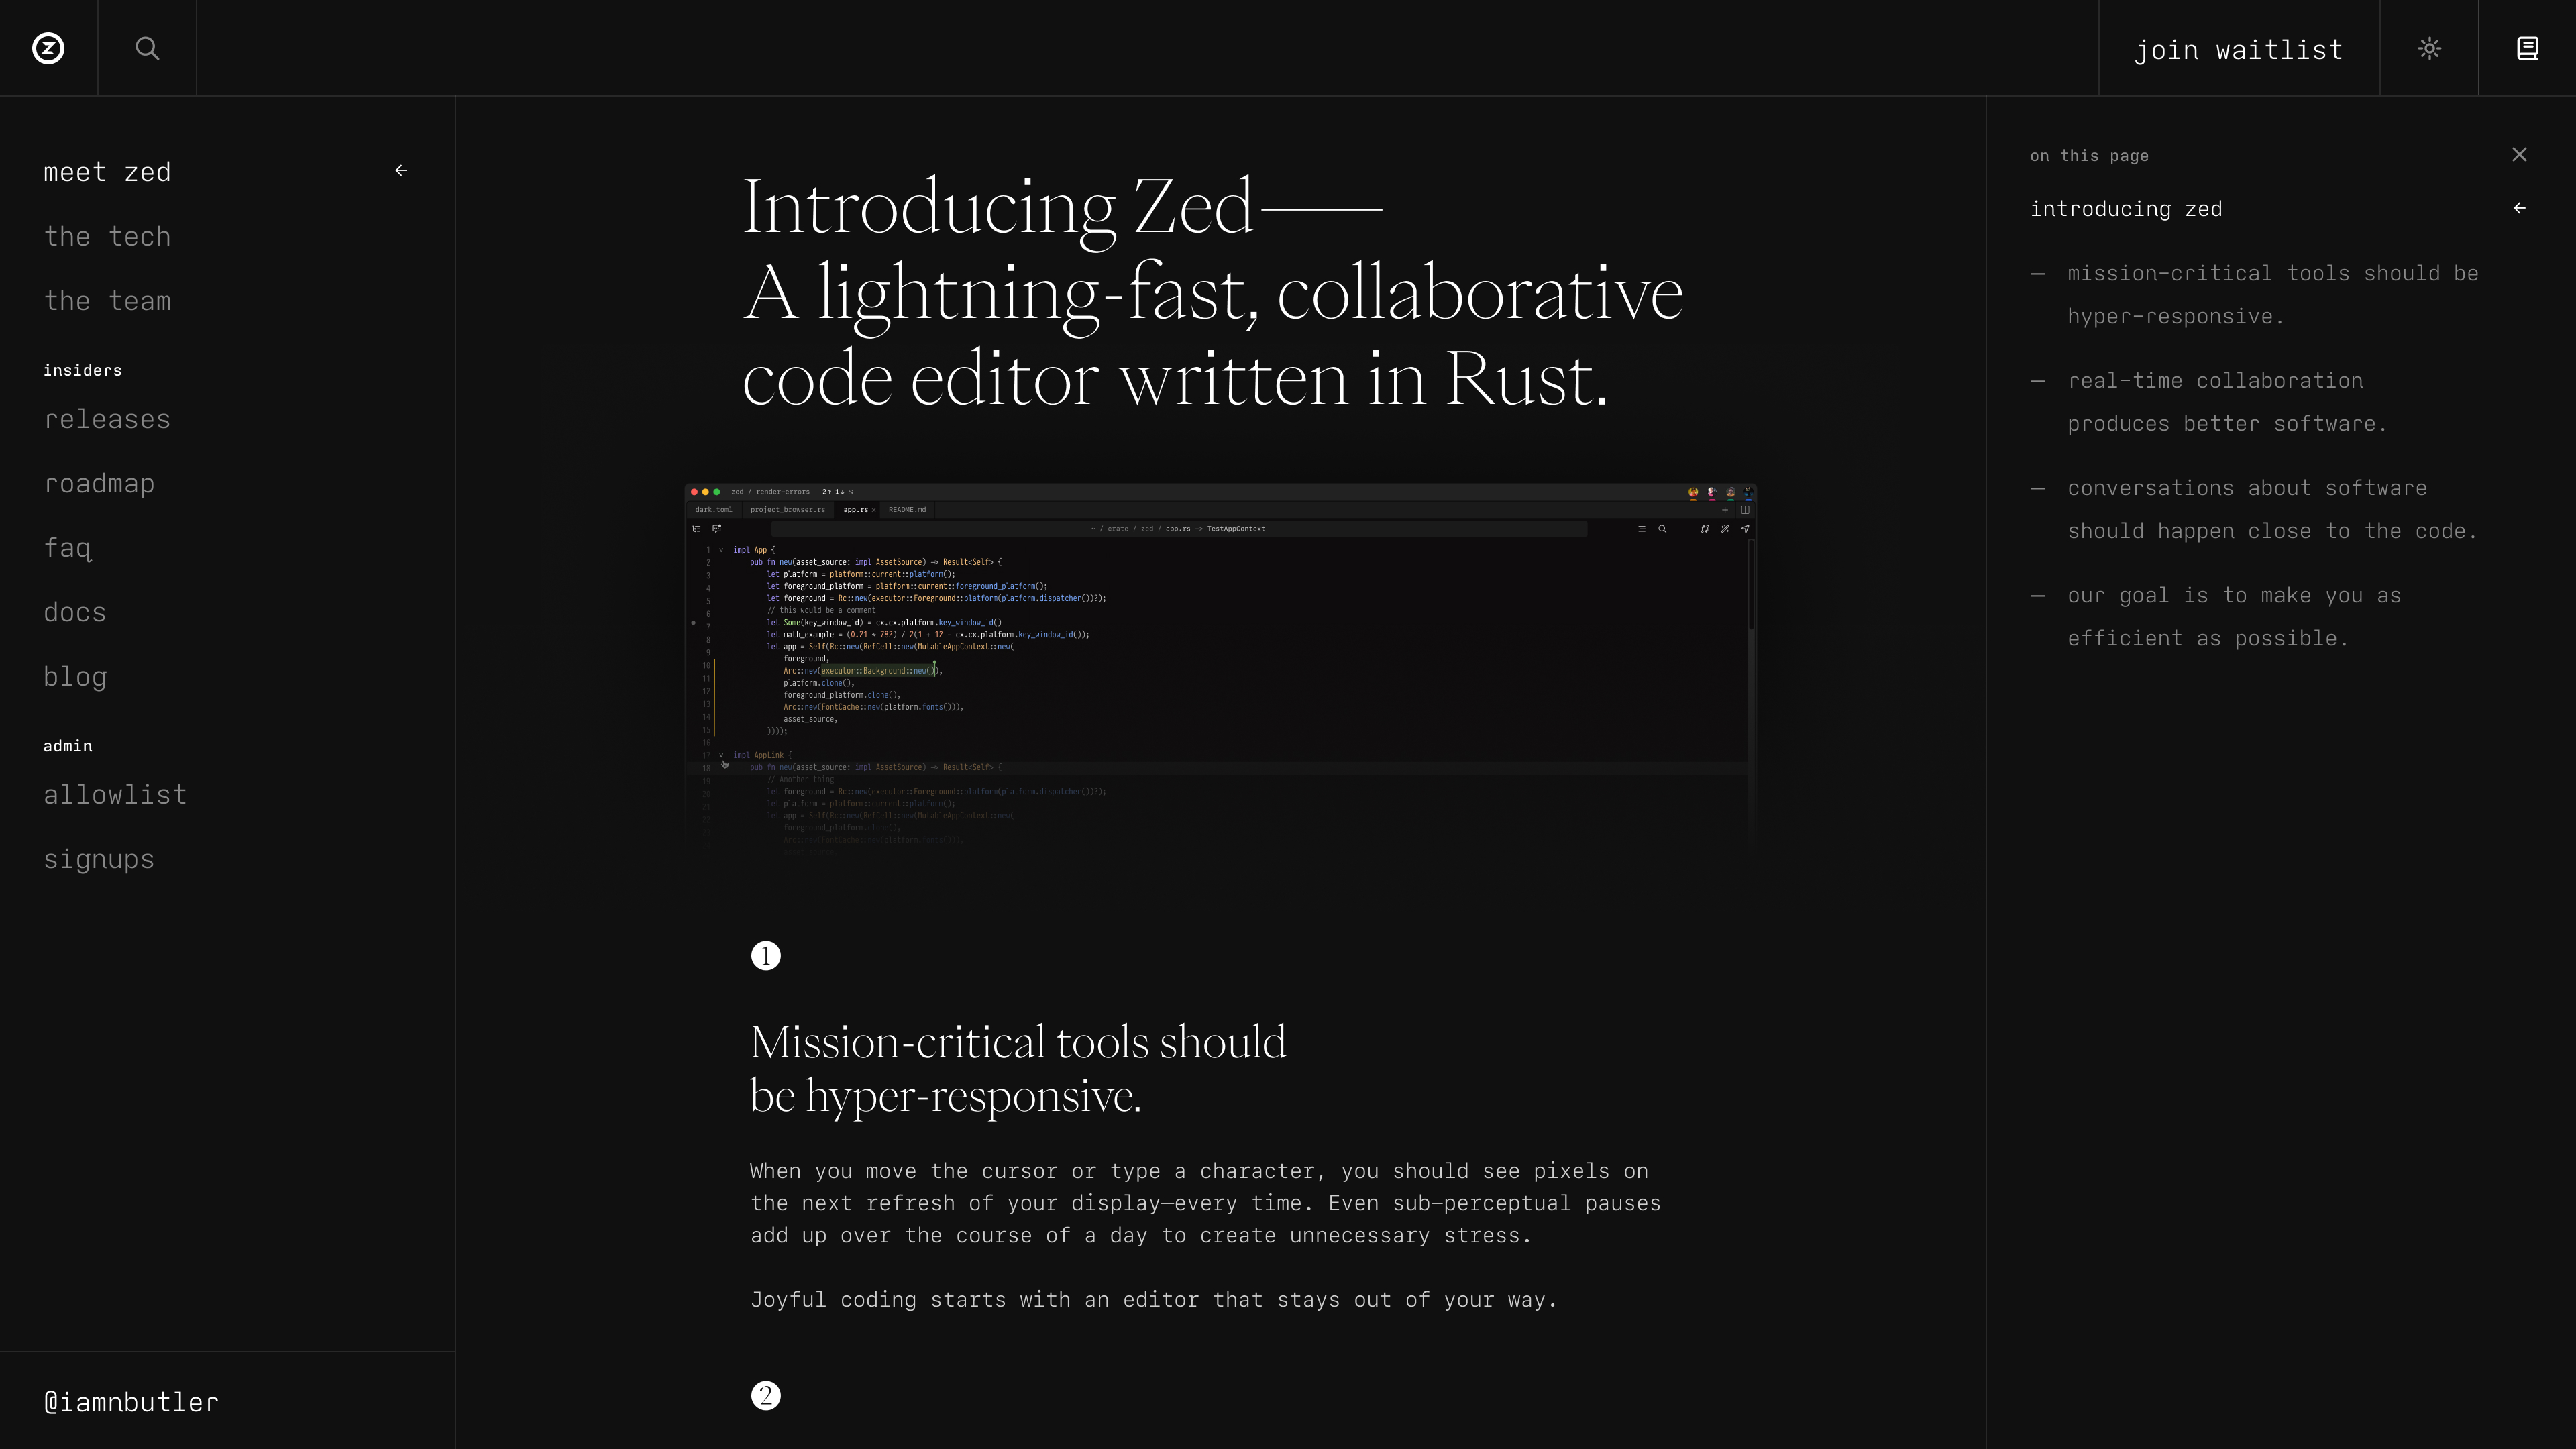 join waitlist
meet zed
the tech
the team
insiders
releases
roadmap
faq
docs
blog
admin
allowlist
signups
@iamnbutler
Introducing Zed——
A lightning-fast, collaborative
code editor written in Rust.
zed / render-errors 2↑ 1↓
dark.toml project_browser.rs app.rs × README.md
~ / crate / zed / app.rs -> TestAppContext
1 impl App {
2 pub fn new(asset_source: impl AssetSource) -> Result<Self> {
3 let platform = platform::current::platform();
4 let foreground_platform = platform::current::foreground_platform();
5 let foreground = Rc::new(executor::Foreground::platform(platform.dispatcher())?);
6 // this would be a comment
7 let Some(key_window_id) = cx.cx.platform.key_window_id()
8 let math_example = (0.21 * 782) / 2(1 + 12 - cx.cx.platform.key_window_id());
9 let app = Self(Rc::new(RefCell::new(MutableAppContext::new(
10 foreground,
11 Arc::new(executor::Background::new()),
12 platform.clone(),
13 foreground_platform.clone(),
14 Arc::new(FontCache::new(platform.fonts())),
15 asset_source,
))));
16
17 impl AppLink {
18 pub fn new(asset_source: impl AssetSource) -> Result<Self> {
19 // Another thing
20 let foreground = Rc::new(executor::Foreground::platform(platform.dispatcher())?);
21 let platform = platform::current::platform();
let app = Self(Rc::new(RefCell::new(MutableAppContext::new(
foreground_platform.clone(),
Arc::new(FontCache::new(platform.fonts())),
1
Mission-critical tools should
be hyper-responsive.
When you move the cursor or type a character, you should see pixels on
the next refresh of your display—every time. Even sub-perceptual pauses
add up over the course of a day to create unnecessary stress.
Joyful coding starts with an editor that stays out of your way.
2
on this page
introducing zed
— mission-critical tools should be
hyper-responsive.
— real-time collaboration
produces better software.
— conversations about software
should happen close to the code.
— our goal is to make you as
efficient as possible.